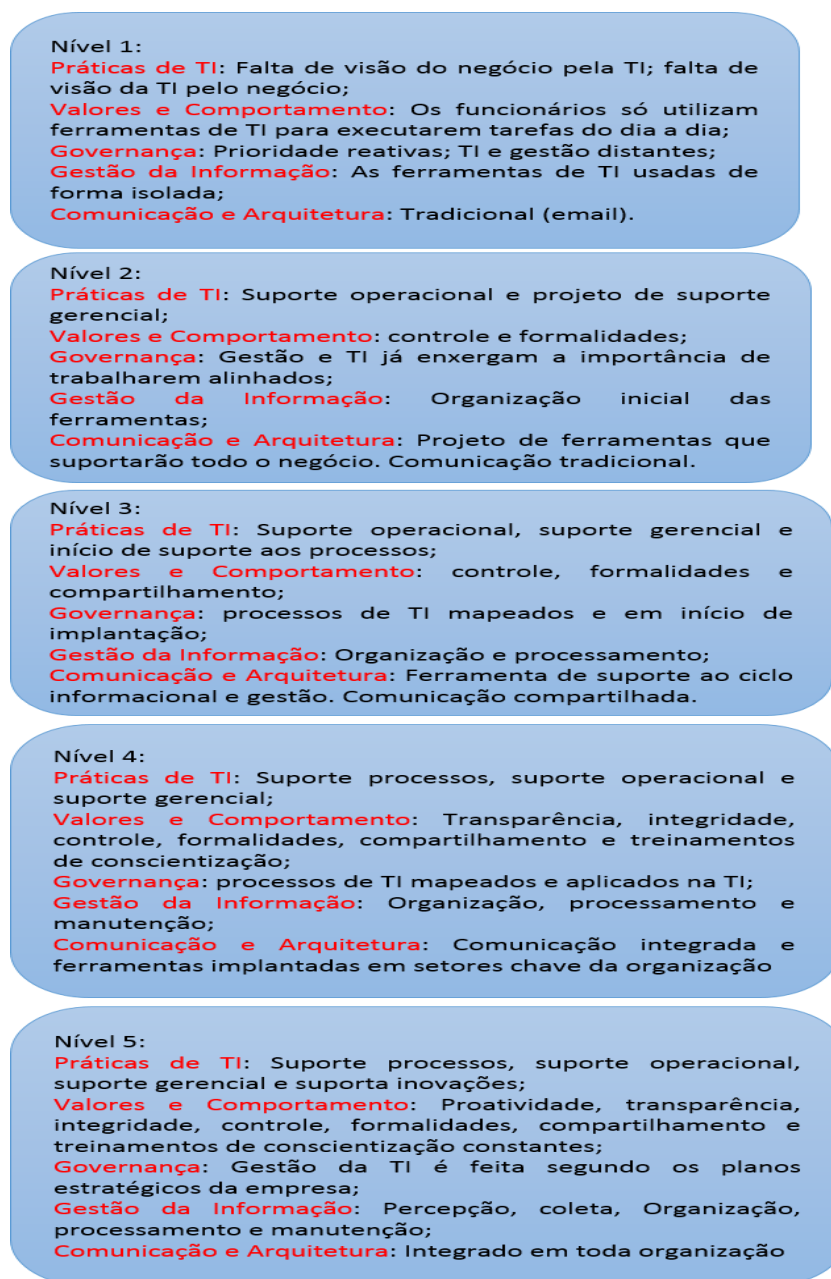 Nível 1:
Práticas de TI: Falta de visão do negócio pela TI; falta de
visão da TI pelo negócio;
Valores e Comportamento: Os funcionários só utilizam
ferramentas de TI para executarem tarefas do dia a dia;
Governança: Prioridade reativas; TI e gestão distantes;
Gestão da Informação: As ferramentas de TI usadas de
forma isolada;
Comunicação e Arquitetura: Tradicional (email).
Nível 2:
Práticas de TI: Suporte operacional e projeto de suporte
gerencial;
Valores e Comportamento: controle e formalidades;
Governança: Gestão e TI já enxergam a importância de
trabalharem alinhados;
Gestão da Informação: Organização inicial das
ferramentas;
Comunicação e Arquitetura: Projeto de ferramentas que
suportarão todo o negócio. Comunicação tradicional.
Nível 3:
Práticas de TI: Suporte operacional, suporte gerencial e
início de suporte aos processos;
Valores e Comportamento: controle, formalidades e
compartilhamento;
Governança: processos de TI mapeados e em início de
implantação;
Gestão da Informação: Organização e processamento;
Comunicação e Arquitetura: Ferramenta de suporte ao ciclo
informacional e gestão. Comunicação compartilhada.
Nível 4:
Práticas de TI: Suporte processos, suporte operacional e
suporte gerencial;
Valores e Comportamento: Transparência, integridade,
controle, formalidades, compartilhamento e treinamentos
de conscientização;
Governança: processos de TI mapeados e aplicados na TI;
Gestão da Informação: Organização, processamento e
manutenção;
Comunicação e Arquitetura: Comunicação integrada e
ferramentas implantadas em setores chave da organização
Nível 5:
Práticas de TI: Suporte processos, suporte operacional,
suporte gerencial e suporta inovações;
Valores e Comportamento: Proatividade, transparência,
integridade, controle, formalidades, compartilhamento e
treinamentos de conscientização constantes;
Governança: Gestão da TI é feita segundo os planos
estratégicos da empresa;
Gestão da Informação: Percepção, coleta, Organização,
processamento e manutenção;
Comunicação e Arquitetura: Integrado em toda organização